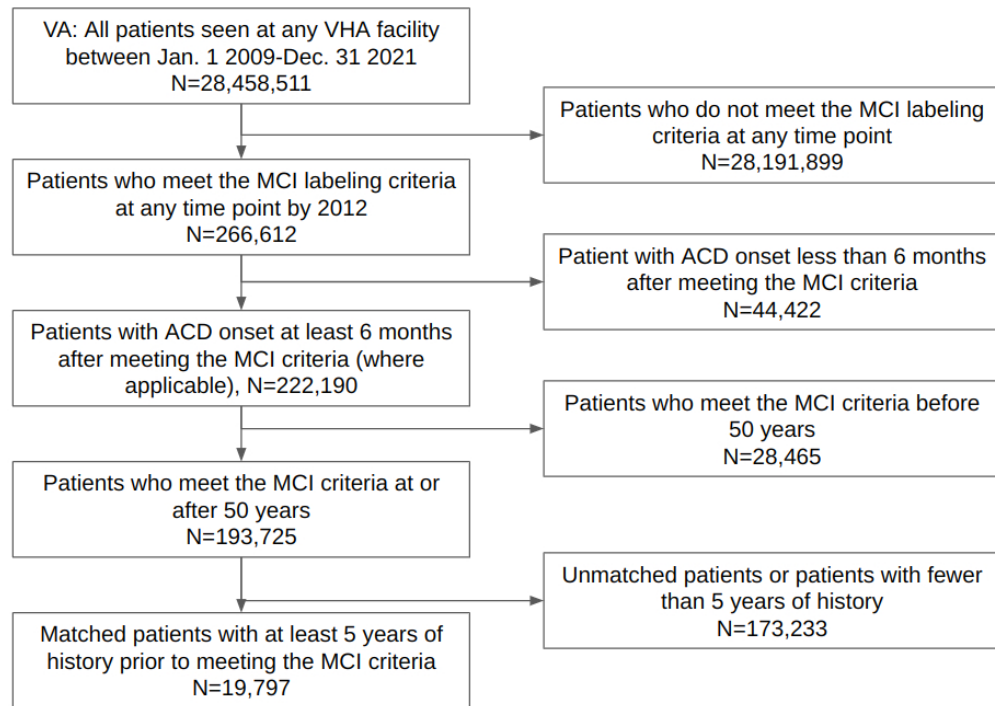 VA: All patients seen at any VHA facility
between Jan. 1 2009-Dec. 31 2021
N=28,458,511
Patients who do not meet the MCI labeling
criteria at any time point
N=28,191,899
Patients who meet the MCI labeling criteria
at any time point by 2012
N=266,612
Patient with ACD onset less than 6 months
after meeting the MCI criteria
N=44,422
Patients with ACD onset at least 6 months
after meeting the MCI criteria (where
applicable), N=222,190
Patients who meet the MCI criteria before
50 years
N=28,465
Patients who meet the MCI criteria at or
after 50 years
N=193,725
Unmatched patients or patients with fewer
than 5 years of history
N=173,233
Matched patients with at least 5 years of
history prior to meeting the MCI criteria
N=19,797